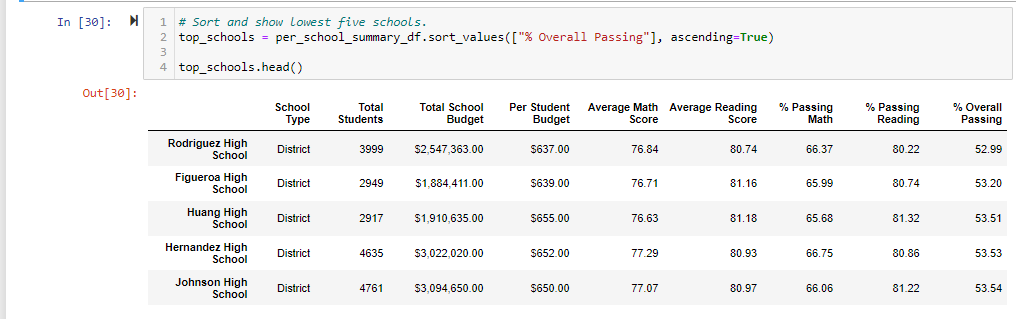 In [30]:
1 # Sort and show lowest five schools.
2 top_schools = per_school_summary_df.sort_values(["% Overall Passing"], ascending=True)
3
4 top_schools.head()
Out[30]:
School Total Total School Per Student Average Math Average Reading % Passing % Passing % Overall
Type Students Budget Budget Score Score Math Reading Passing
Rodriguez High
School District 3999 $2,547,363.00 $637.00 76.84 80.74 66.37 80.22 52.99
Figueroa High
School District 2949 $1,884,411.00 $639.00 76.71 81.16 65.99 80.74 53.20
Huang High
School District 2917 $1,910,635.00 $655.00 76.63 81.18 65.68 81.32 53.51
Hernandez High
School District 4635 $3,022,020.00 $652.00 77.29 80.93 66.75 80.86 53.53
Johnson High
School District 4761 $3,094,650.00 $650.00 77.07 80.97 66.06 81.22 53.54